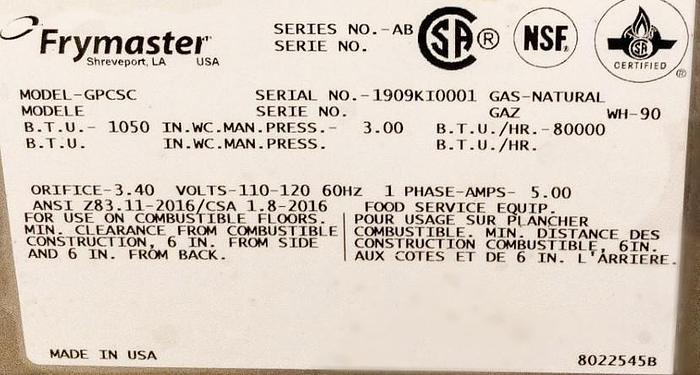 Frymaster
Shreveport, LA USA
SERIES NO.-AB
SERIE NO.
SA ®
NSF®
SA
CERTIFIED
®
MODEL-GPCSC SERIAL NO.-1909KI0001 GAS-NATURAL
MODELE SERIE NO. GAZ WH-90
B.T.U.- 1050 IN.WC.MAN.PRESS.- 3.00 B.T.U./HR.-80000
B.T.U. IN.WC.MAN.PRESS. B.T.U./HR.
ORIFICE-3.40 VOLTS-110-120 60HZ 1 PHASE-AMPS- 5.00
ANSI Z83.11-2016/CSA 1.8-2016 FOOD SERVICE EQUIP.
FOR USE ON COMBUSTIBLE FLOORS.
MIN. CLEARANCE FROM COMBUSTIBLE
CONSTRUCTION, 6 IN. FROM SIDE
AND 6 IN. FROM BACK.
POUR USAGE SUR PLANCHER
COMBUSTIBLE. MIN. DISTANCE DES
CONSTRUCTION COMBUSTIBLE, 6IN.
AUX COTES ET DE 6 IN. L'ARRIERE.
MADE IN USA
8022545B